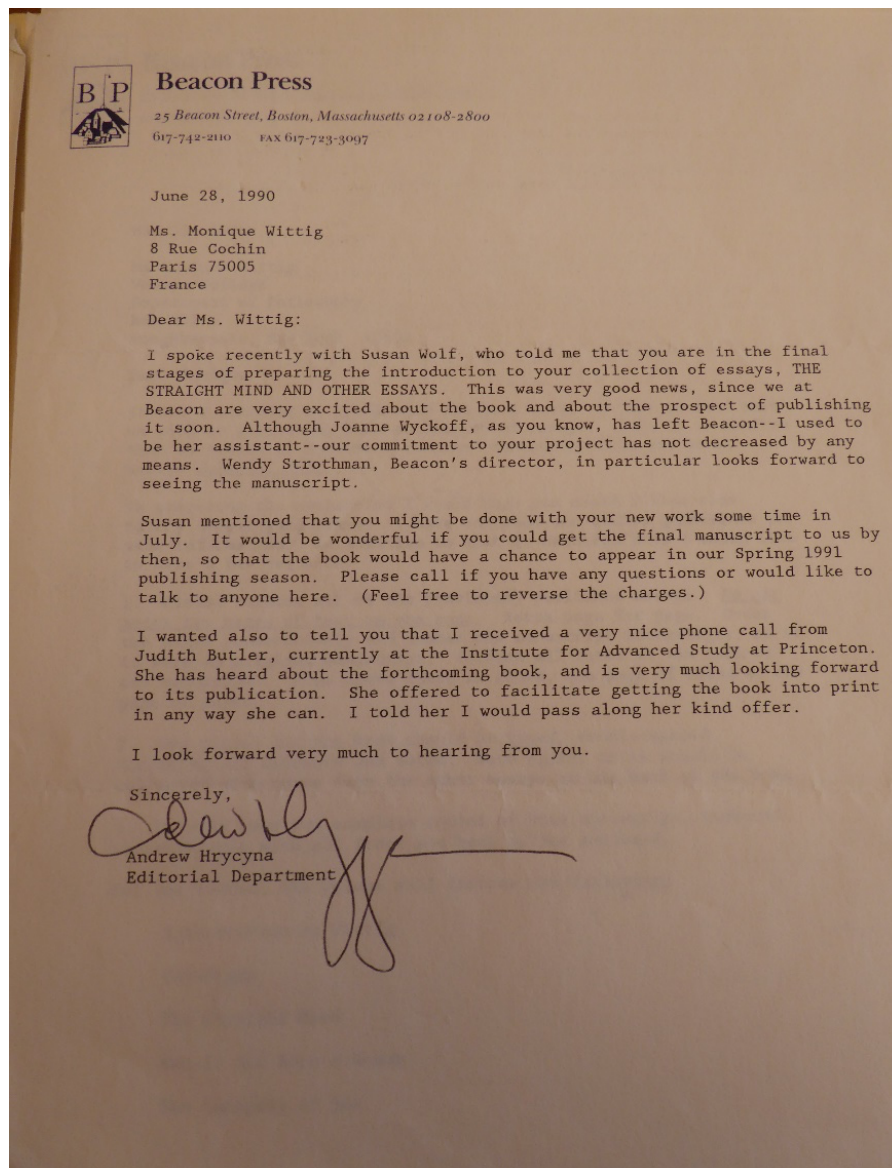 B P
Beacon Press
25 Beacon Street, Boston, Massachusetts 02108-2800
617-742-2110 FAX 617-723-3097
June 28, 1990
Ms. Monique Wittig
8 Rue Cochin
Paris 75005
France
Dear Ms. Wittig:
I spoke recently with Susan Wolf, who told me that you are in the final
stages of preparing the introduction to your collection of essays, THE
STRAIGHT MIND AND OTHER ESSAYS. This was very good news, since we at
Beacon are very excited about the book and about the prospect of publishing
it soon. Although Joanne Wyckoff, as you know, has left Beacon--I used to
be her assistant--our commitment to your project has not decreased by any
means. Wendy Strothman, Beacon's director, in particular looks forward to
seeing the manuscript.
Susan mentioned that you might be done with your new work some time in
July. It would be wonderful if you could get the final manuscript to us by
then, so that the book would have a chance to appear in our Spring 1991
publishing season. Please call if you have any questions or would like to
talk to anyone here. (Feel free to reverse the charges.)
I wanted also to tell you that I received a very nice phone call from
Judith Butler, currently at the Institute for Advanced Study at Princeton.
She has heard about the forthcoming book, and is very much looking forward
to its publication. She offered to facilitate getting the book into print
in any way she can. I told her I would pass along her kind offer.
I look forward very much to hearing from you.
Sincerely,
Andrew Hrycyna
Editorial Department